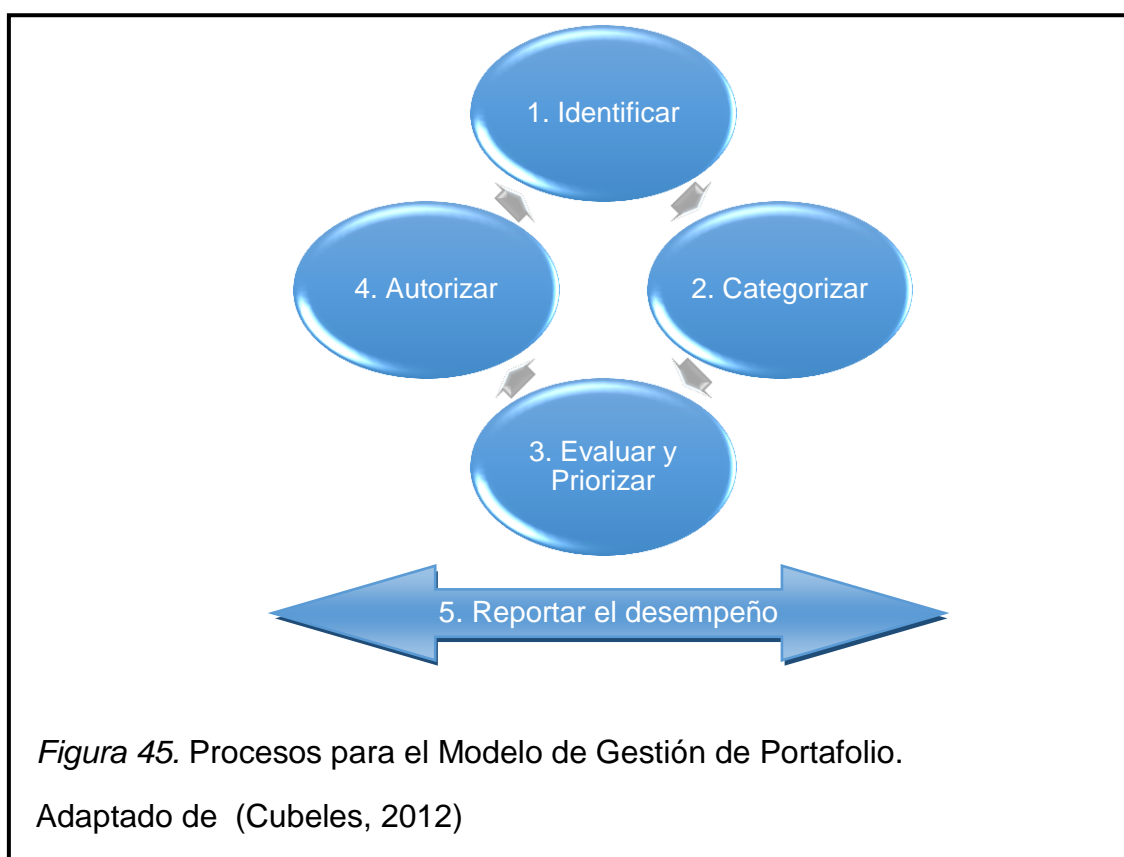 1. Identificar
4. Autorizar
2. Categorizar
3. Evaluar y
Priorizar
5. Reportar el desempeño
Figura 45. Procesos para el Modelo de Gestión de Portafolio.
Adaptado de (Cubeles, 2012)